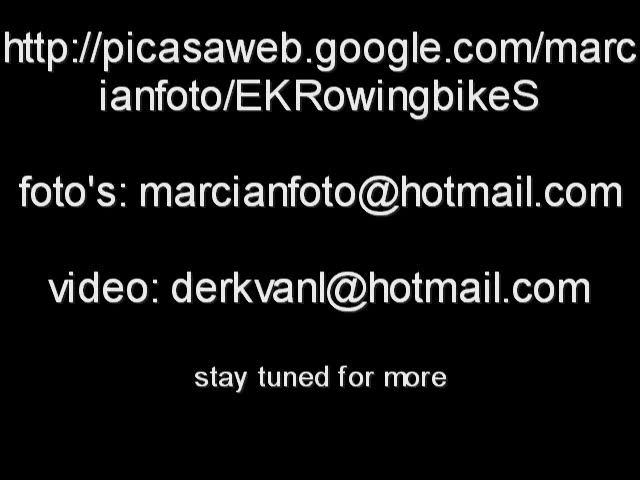 http://picasaweb.google.com/marc
ianfoto/EKRowingbikeS
foto's: marcianfoto@hotmail.com
video: derkvanl@hotmail.com
stay tuned for more